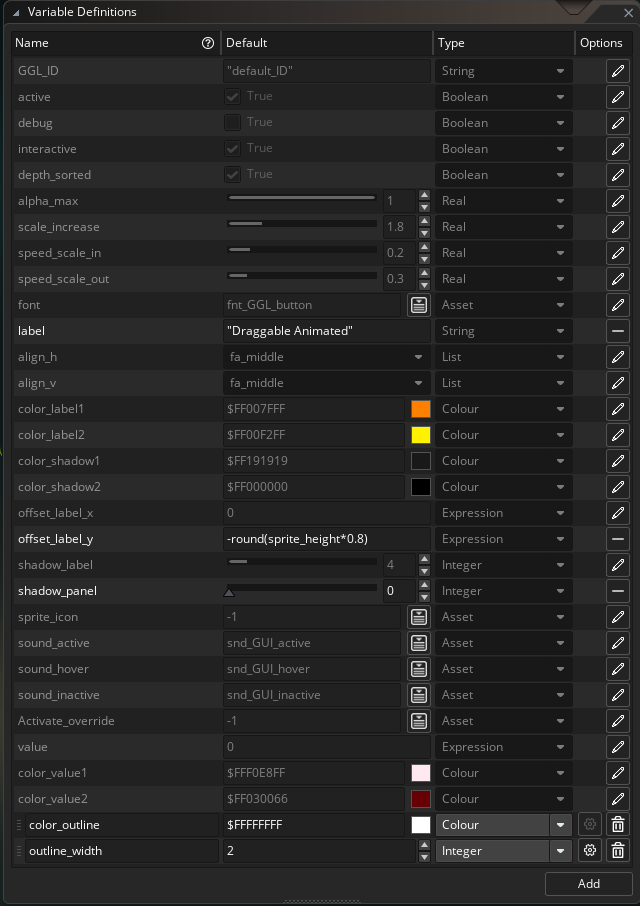 Variable Definitions
Name Default Type Options
GGL_ID "default_ID" String
active True Boolean
debug True Boolean
interactive True Boolean
depth_sorted True Boolean
alpha_max 1 Real
scale_increase 1.8 Real
speed_scale_in 0.2 Real
speed_scale_out 0.3 Real
font fnt_GGL_button Asset
label "Draggable Animated" String
align_h fa_middle List
align_v fa_middle List
color_label1 $FF007FFF Colour
color_label2 $FF00F2FF Colour
color_shadow1 $FF191919 Colour
color_shadow2 $FF000000 Colour
offset_label_x 0 Expression
offset_label_y -round(sprite_height*0.8) Expression
shadow_label 4 Integer
shadow_panel 0 Integer
sprite_icon -1 Asset
sound_active snd_GUI_active Asset
sound_hover snd_GUI_hover Asset
sound_inactive snd_GUI_inactive Asset
Activate_override -1 Asset
value 0 Expression
color_value1 $FFF0E8FF Colour
color_value2 $FF030066 Colour
color_outline $FFFFFFFF Colour
outline_width 2 Integer
Add